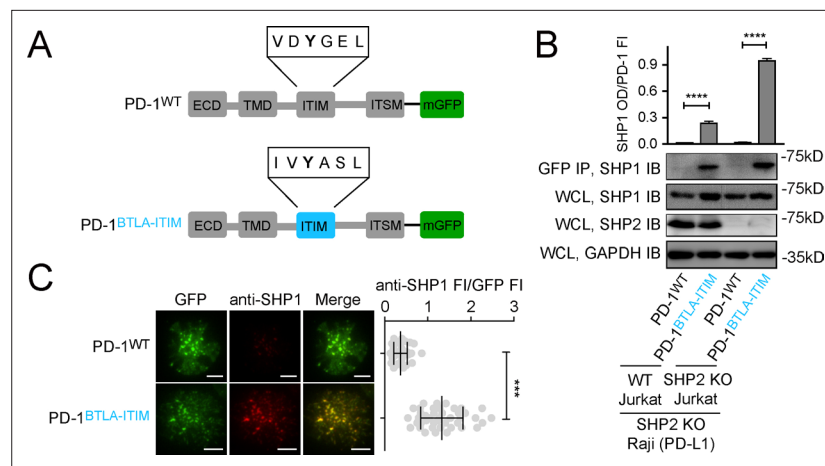 A
V D Y G E L
PD-1WT
ECD TMD ITIM ITSM mGFP
I V Y A S L
PD-1BTLA-ITIM
ECD TMD ITIM ITSM mGFP
B
SHP1 OD/PD-1 FI
0.9
0.6
0.3
0.0
**** ****
GFP IP, SHP1 IB -75kD
WCL, SHP1 IB -75kD
WCL, SHP2 IB -75kD
WCL, GAPDH IB -35kD
PD-1WT PD-1BTLA-ITIM PD-1WT PD-1BTLA-ITIM
WT Jurkat
SHP2 KO Jurkat
SHP2 KO
Raji (PD-L1)
C
GFP anti-SHP1 Merge
PD-1WT
PD-1BTLA-ITIM
anti-SHP1 FI/GFP FI
0 1 2 3
***